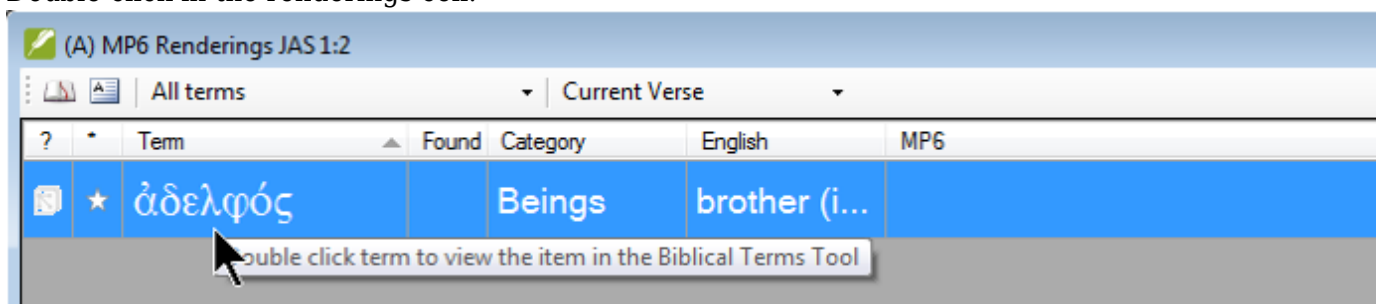 Double click in the renderings cell.
(A) MP6 Renderings JAS 1:2
All terms Current Verse
? * Term Found Category English MP6
ἀδελφός Beings brother (i...
ouble click term to view the item in the Biblical Terms Tool